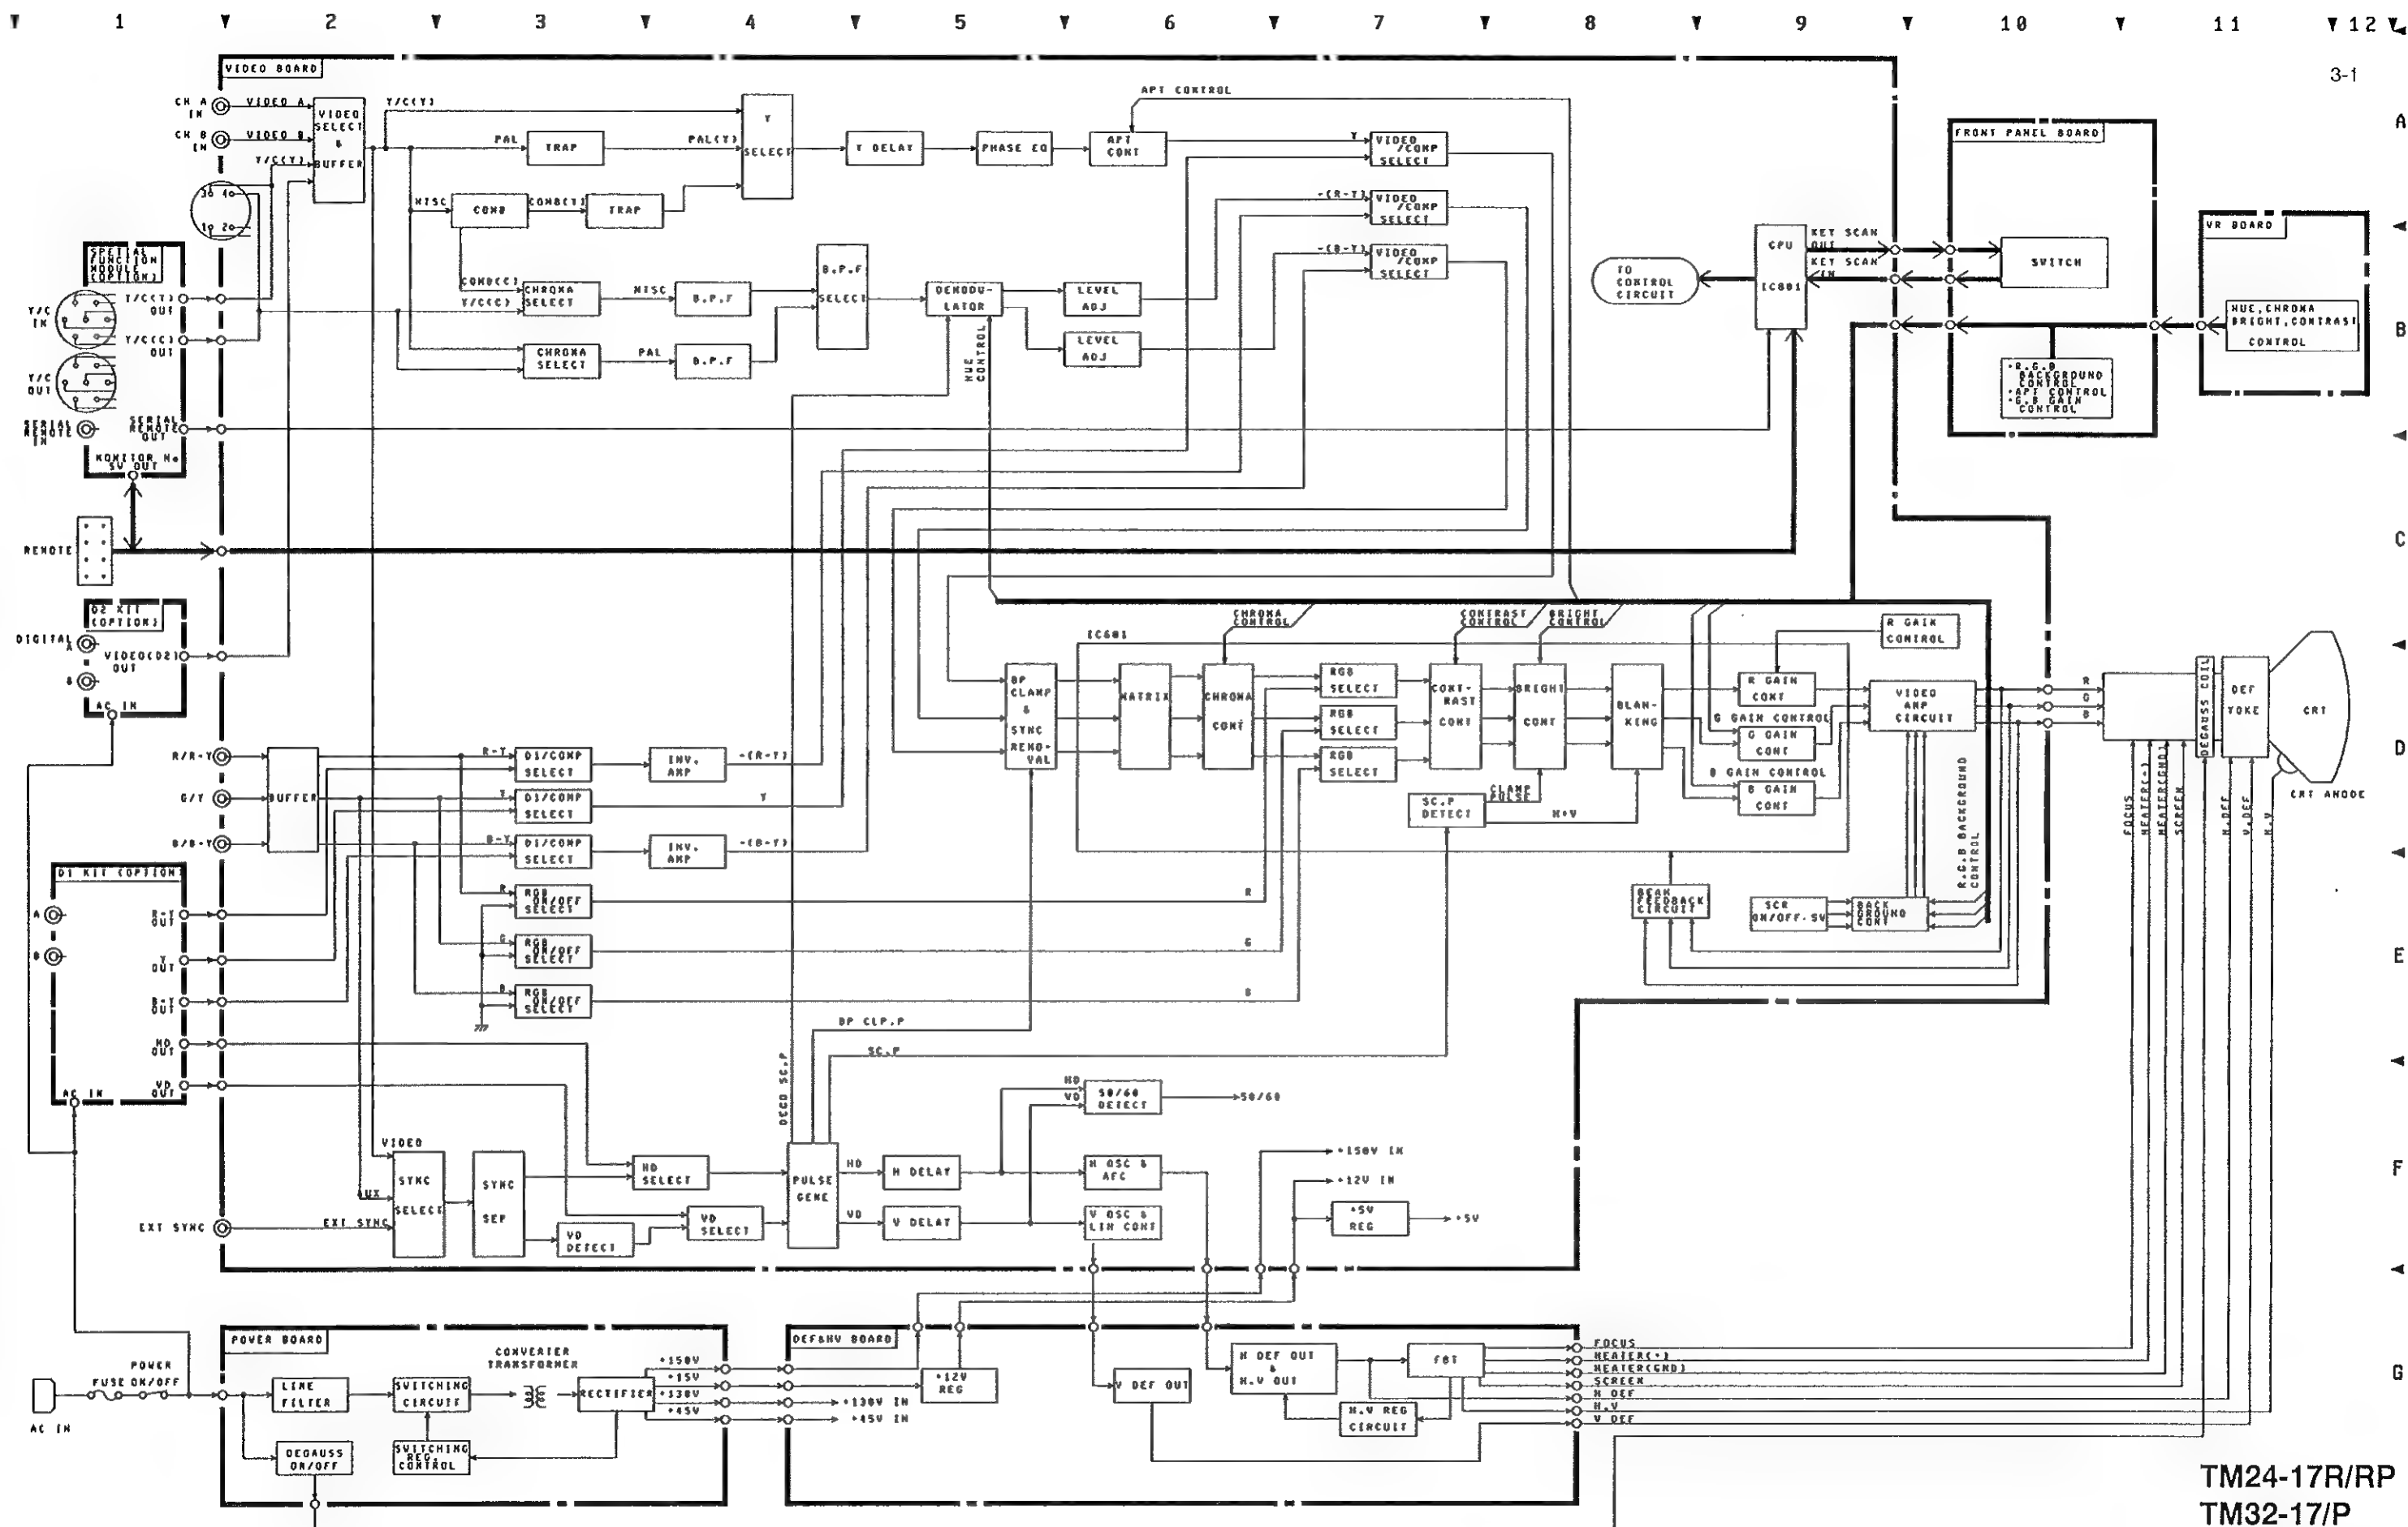 1 2 3 4 5 6 7 8 9 10 11 12
3-1
A
B
C
D
E
F
G
VIDEO BOARD
CH A
IN
VIDEO A
CH B
IN
VIDEO B
Y/C(Y)
VIDEO
SELECT
&
BUFFER
Y/C(Y)
PAL
TRAP
PAL(Y)
NTSC
COMB
COMB(Y)
TRAP
Y
SELECT
Y DELAY
PHASE EQ
APT
CONT
APT CONTROL
Y
VIDEO
/COMP
SELECT
-(R-Y)
VIDEO
/COMP
SELECT
-(B-Y)
VIDEO
/COMP
SELECT
3 4
1 2
COMB(C)
Y/C(C)
CHROMA
SELECT
NTSC
B.P.F
CHROMA
SELECT
PAL
B.P.F
B.P.F
SELECT
DEMODU-
LATOR
LEVEL
ADJ
LEVEL
ADJ
HUE
CONTROL
TO
CONTROL
CIRCUIT
CPU
IC801
KEY SCAN
OUT
KEY SCAN
IN
FRONT PANEL BOARD
SWITCH
•R.G.B
BACKGROUND
CONTROL
•APT CONTROL
•G.B GAIN
CONTROL
VR BOARD
HUE,CHROMA
BRIGHT,CONTRAST
CONTROL
SPETIAL
FUNCTION
MODULE
(OPTION)
Y/C
IN
Y/C(Y)
OUT
Y/C(C)
OUT
Y/C
OUT
SERIAL
REMOTE
IN
SERIAL
REMOTE
OUT
MONITOR No
SW OUT
REMOTE
D2 KIT
(OPTION)
DIGITAL
A
B
VIDEO(D2)
OUT
AC IN
R/R-Y
G/Y
B/B-Y
BUFFER
R-Y
D1/COMP
SELECT
INV.
AMP
-(R-Y)
Y
D1/COMP
SELECT
Y
B-Y
D1/COMP
SELECT
INV.
AMP
-(B-Y)
R
RGB
ON/OFF
SELECT
R
G
RGB
ON/OFF
SELECT
G
B
RGB
ON/OFF
SELECT
B
D1 KIT (OPTION)
A
B
R-Y
OUT
Y
OUT
B-Y
OUT
HD
OUT
VD
OUT
AC IN
IC601
BP
CLAMP
&
SYNC
REMO-
VAL
MATRIX
CHROMA
CONTROL
CHROMA
CONT
RGB
SELECT
RGB
SELECT
RGB
SELECT
CONTRAST
CONTROL
CONT-
RAST
CONT
BRIGHT
CONTROL
BRIGHT
CONT
BLAN-
KING
SC.P
DETECT
CLAMP
PULSE
H+V
R GAIN
CONTROL
R GAIN
CONT
G GAIN CONTROL
G GAIN
CONT
B GAIN CONTROL
B GAIN
CONT
VIDEO
AMP
CIRCUIT
R.G.B BACKGROUND
CONTROL
BEAM
FEEDBACK
CIRCUIT
SCR
ON/OFF-SW
BACK
GROUND
CONT
R
G
B
DEGAUSS COIL
DEF
YOKE
CRT
CRT ANODE
FOCUS
HEATER(+)
HEATER(GND)
SCREEN
H.DEF
V.DEF
H.V
BP CLP.P
SC.P
DECO SC.P
VIDEO
AUX
EXT SYNC
EXT SYNC
SYNC
SELECT
SYNC
SEP
HD
SELECT
VD
DETECT
VD
SELECT
PULSE
GENE
HD
H DELAY
VD
V DELAY
HD
VD
50/60
DETECT
50/60
H OSC &
AFC
V OSC &
LIN CONT
+150V IN
+12V IN
+5V
REG
+5V
POWER BOARD
AC IN
FUSE
POWER
ON/OFF
LINE
FILTER
SWITCHING
CIRCUIT
CONVERTER
TRANSFORMER
RECTIFIER
+150V
+15V
+130V
+45V
DEGAUSS
ON/OFF
SWITCHING
REG.
CONTROL
DEF&HV BOARD
+12V
REG
+130V IN
+45V IN
V DEF OUT
H DEF OUT
&
H.V OUT
FBT
H.V REG
CIRCUIT
FOCUS
HEATER(+)
HEATER(GND)
SCREEN
H DEF
H.V
V DEF
TM24-17R/RP
TM32-17/P